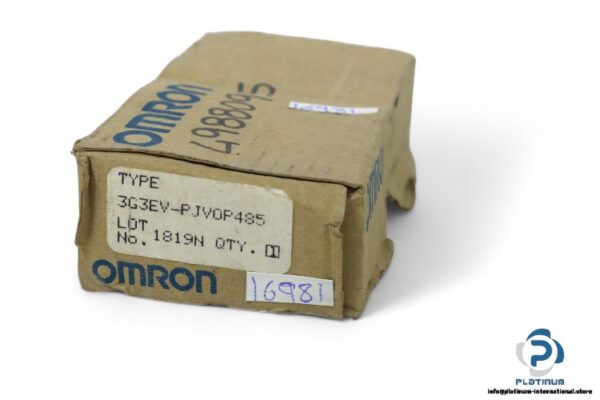 OMRON
4988095
16981
TYPE
3G3EV-PJVOP485
LOT
No. 1819N QTY. 1
OMRON
16981
PLATINUM
info@platinum-international.store